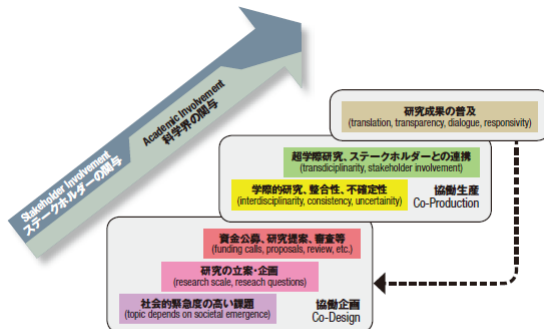 Stakeholder Involvement
ステークホルダーの関与
Academic Involvement
科学界の関与
研究成果の普及
(translation, transparency, dialogue, responsivity)
超学際研究、ステークホルダーとの連携
(transdiciplinarity, stakeholder involvement)
学際的研究、整合性、不確定性
(interdisciplinarity, consistency, uncertainity)
協働生産
Co-Production
資金公募、研究提案、審査等
(funding calls, proposals, review, etc.)
研究の立案・企画
(research scale, reseach questions)
社会的緊急度の高い課題
(topic depends on societal emergence)
協働企画
Co-Design